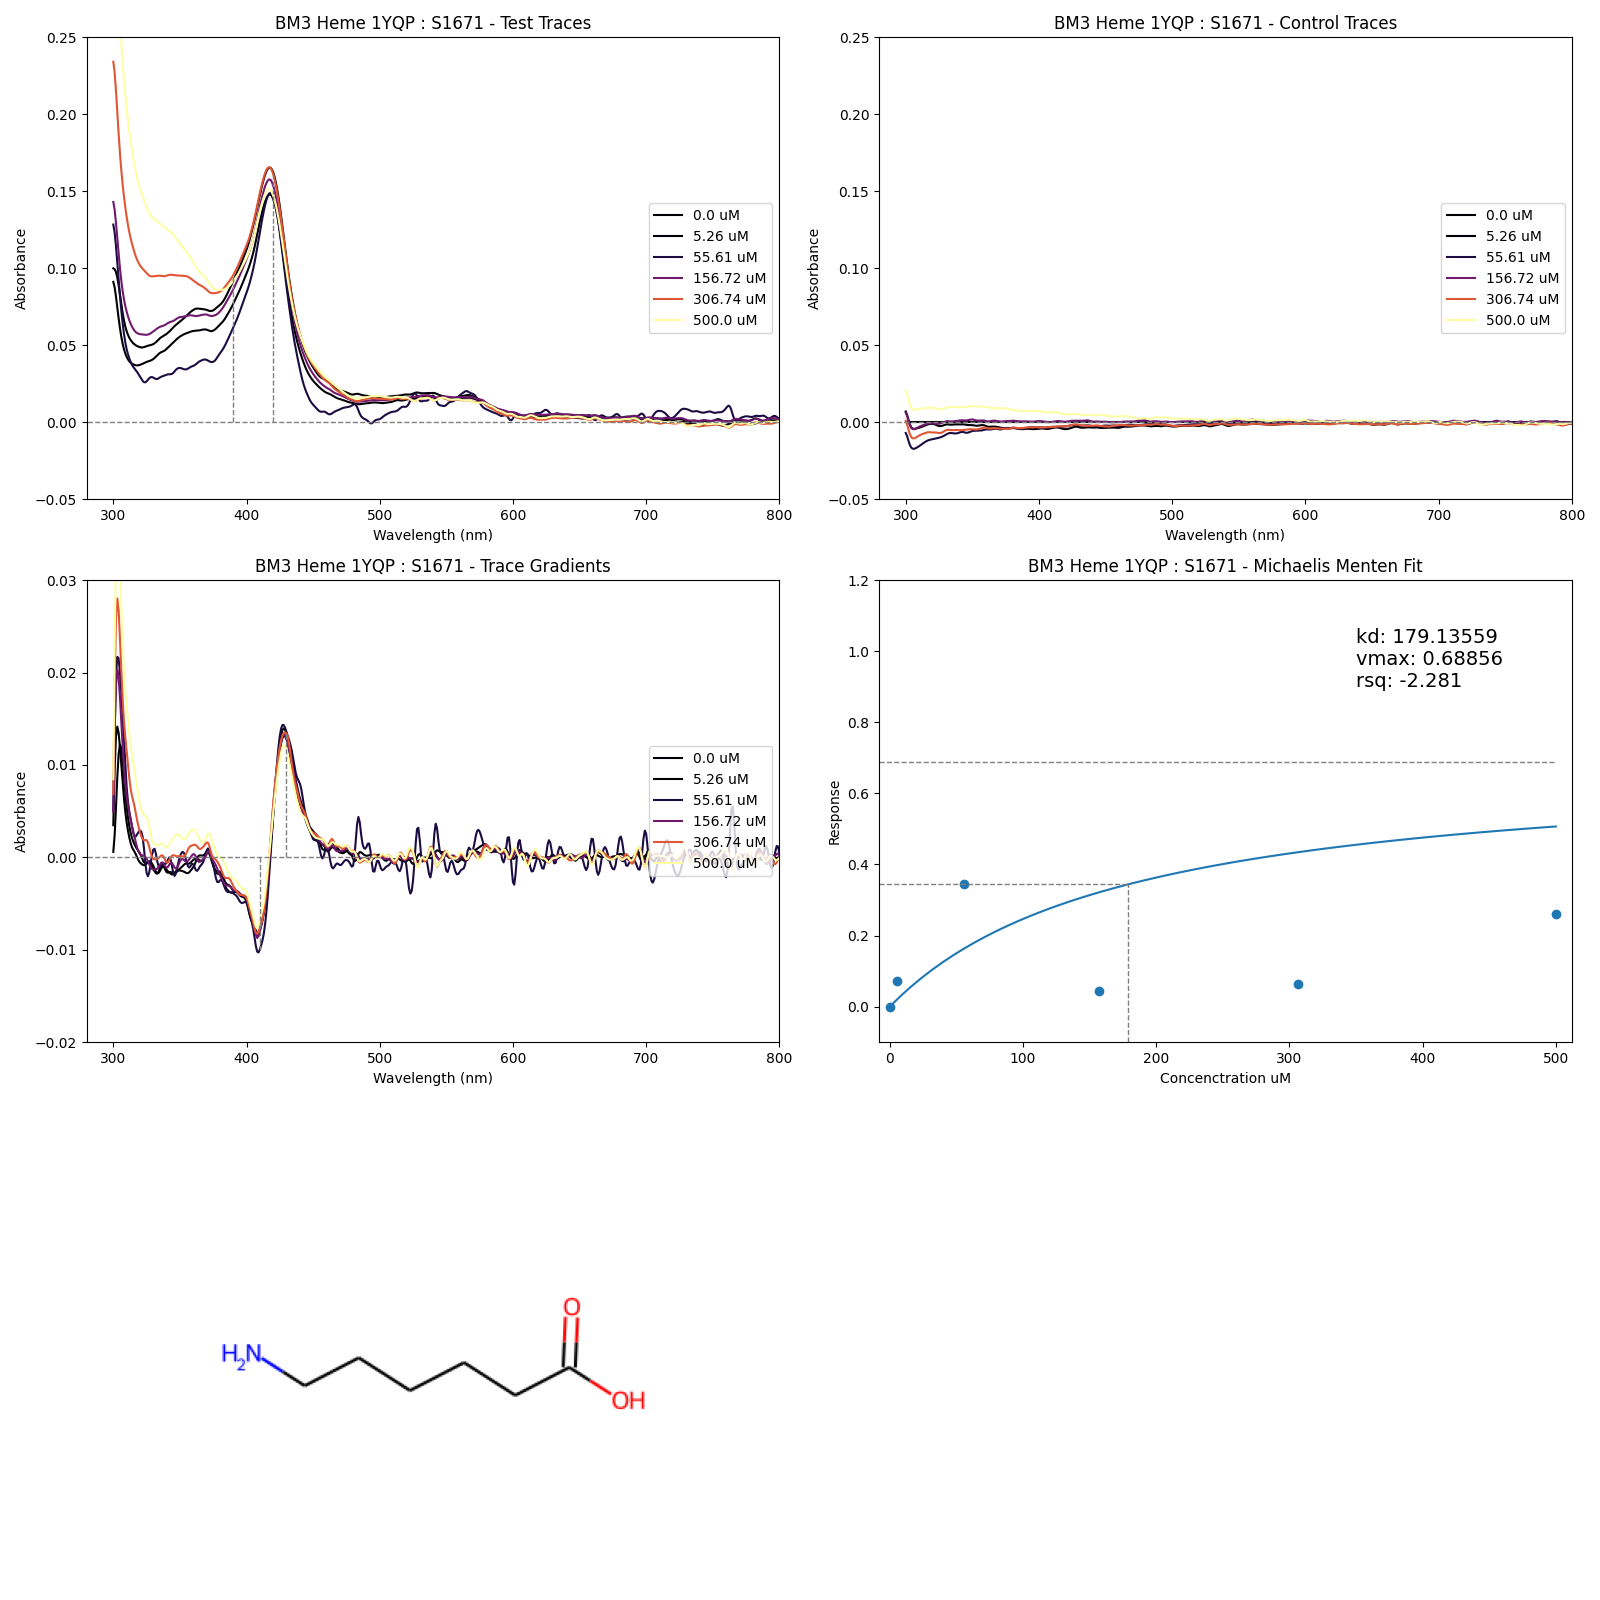 BM3 Heme 1YQP : S1671 - Test Traces
Absorbance
0.25
0.20
0.15
0.10
0.05
0.00
−0.05
0.0 uM
5.26 uM
55.61 uM
156.72 uM
306.74 uM
500.0 uM
300 400 500 600 700 800
Wavelength (nm)
BM3 Heme 1YQP : S1671 - Control Traces
Absorbance
0.25
0.20
0.15
0.10
0.05
0.00
−0.05
0.0 uM
5.26 uM
55.61 uM
156.72 uM
306.74 uM
500.0 uM
300 400 500 600 700 800
Wavelength (nm)
BM3 Heme 1YQP : S1671 - Trace Gradients
Absorbance
0.03
0.02
0.01
0.00
−0.01
−0.02
0.0 uM
5.26 uM
55.61 uM
156.72 uM
306.74 uM
500.0 uM
300 400 500 600 700 800
Wavelength (nm)
BM3 Heme 1YQP : S1671 - Michaelis Menten Fit
Response
1.2
1.0
0.8
0.6
0.4
0.2
0.0
kd: 179.13559
vmax: 0.68856
rsq: -2.281
0 100 200 300 400 500
Concenctration uM
O
H2N
OH